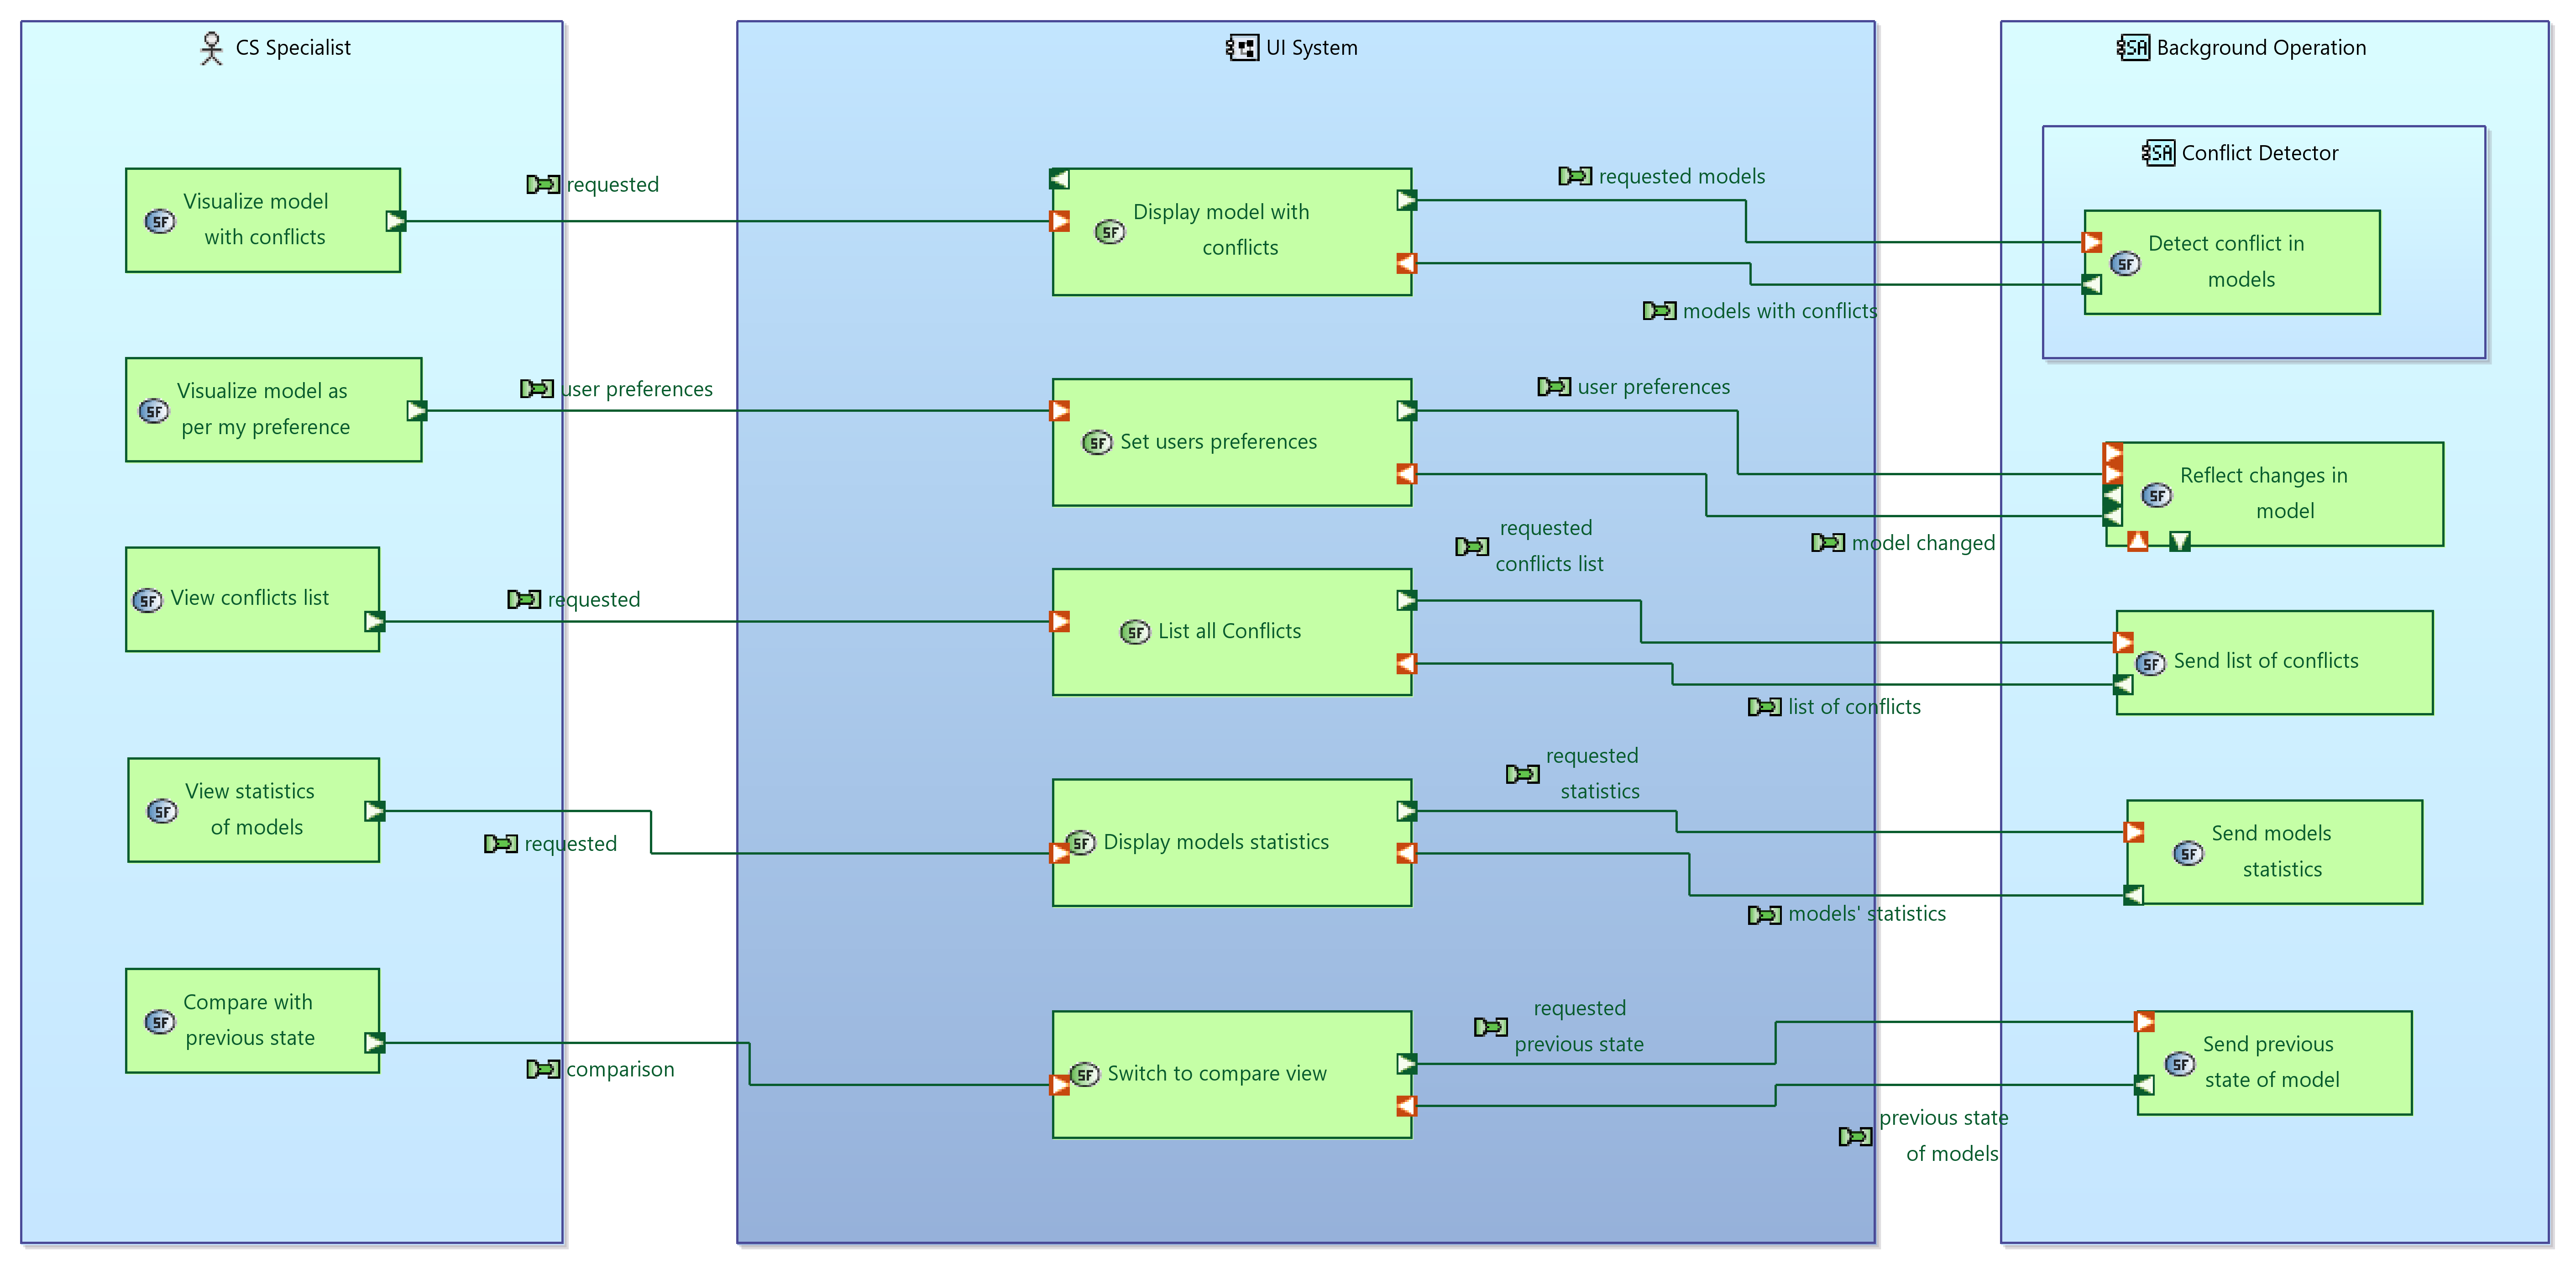 CS Specialist
UI System
Background Operation
Conflict Detector
SF
Visualize model
with conflicts
requested
SF
Display model with
conflicts
requested models
models with conflicts
SF
Detect conflict in
models
SF
Visualize model as
per my preference
user preferences
SF
Set users preferences
user preferences
model changed
SF
Reflect changes in
model
SF
View conflicts list
requested
SF
List all Conflicts
requested
conflicts list
list of conflicts
SF
Send list of conflicts
SF
View statistics
of models
requested
SF
Display models statistics
requested
statistics
models' statistics
SF
Send models
statistics
SF
Compare with
previous state
comparison
SF
Switch to compare view
requested
previous state
previous state
of models
SF
Send previous
state of model
SA
SA